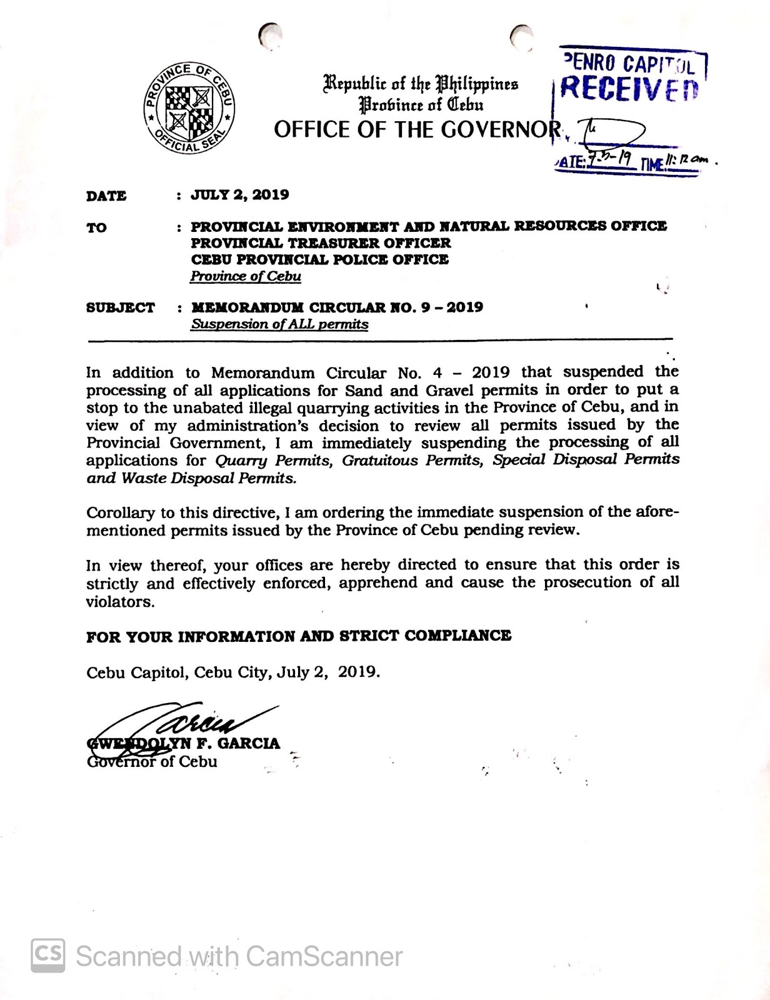 PROVINCE OF CEBU
OFFICIAL SEAL
Republic of the Philippines
Province of Cebu
OFFICE OF THE GOVERNOR
PENRO CAPITOL
RECEIVED
DATE: 7-3-19 TIME: 11:12 am.
DATE : JULY 2, 2019
TO : PROVINCIAL ENVIRONMENT AND NATURAL RESOURCES OFFICE
PROVINCIAL TREASURER OFFICER
CEBU PROVINCIAL POLICE OFFICE
Province of Cebu
SUBJECT : MEMORANDUM CIRCULAR NO. 9 – 2019
Suspension of ALL permits
In addition to Memorandum Circular No. 4 – 2019 that suspended the
processing of all applications for Sand and Gravel permits in order to put a
stop to the unabated illegal quarrying activities in the Province of Cebu, and in
view of my administration's decision to review all permits issued by the
Provincial Government, I am immediately suspending the processing of all
applications for Quarry Permits, Gratuitous Permits, Special Disposal Permits
and Waste Disposal Permits.
Corollary to this directive, I am ordering the immediate suspension of the afore-
mentioned permits issued by the Province of Cebu pending review.
In view thereof, your offices are hereby directed to ensure that this order is
strictly and effectively enforced, apprehend and cause the prosecution of all
violators.
FOR YOUR INFORMATION AND STRICT COMPLIANCE
Cebu Capitol, Cebu City, July 2, 2019.
Garcia
GWENDOLYN F. GARCIA
Governor of Cebu
CS Scanned with CamScanner